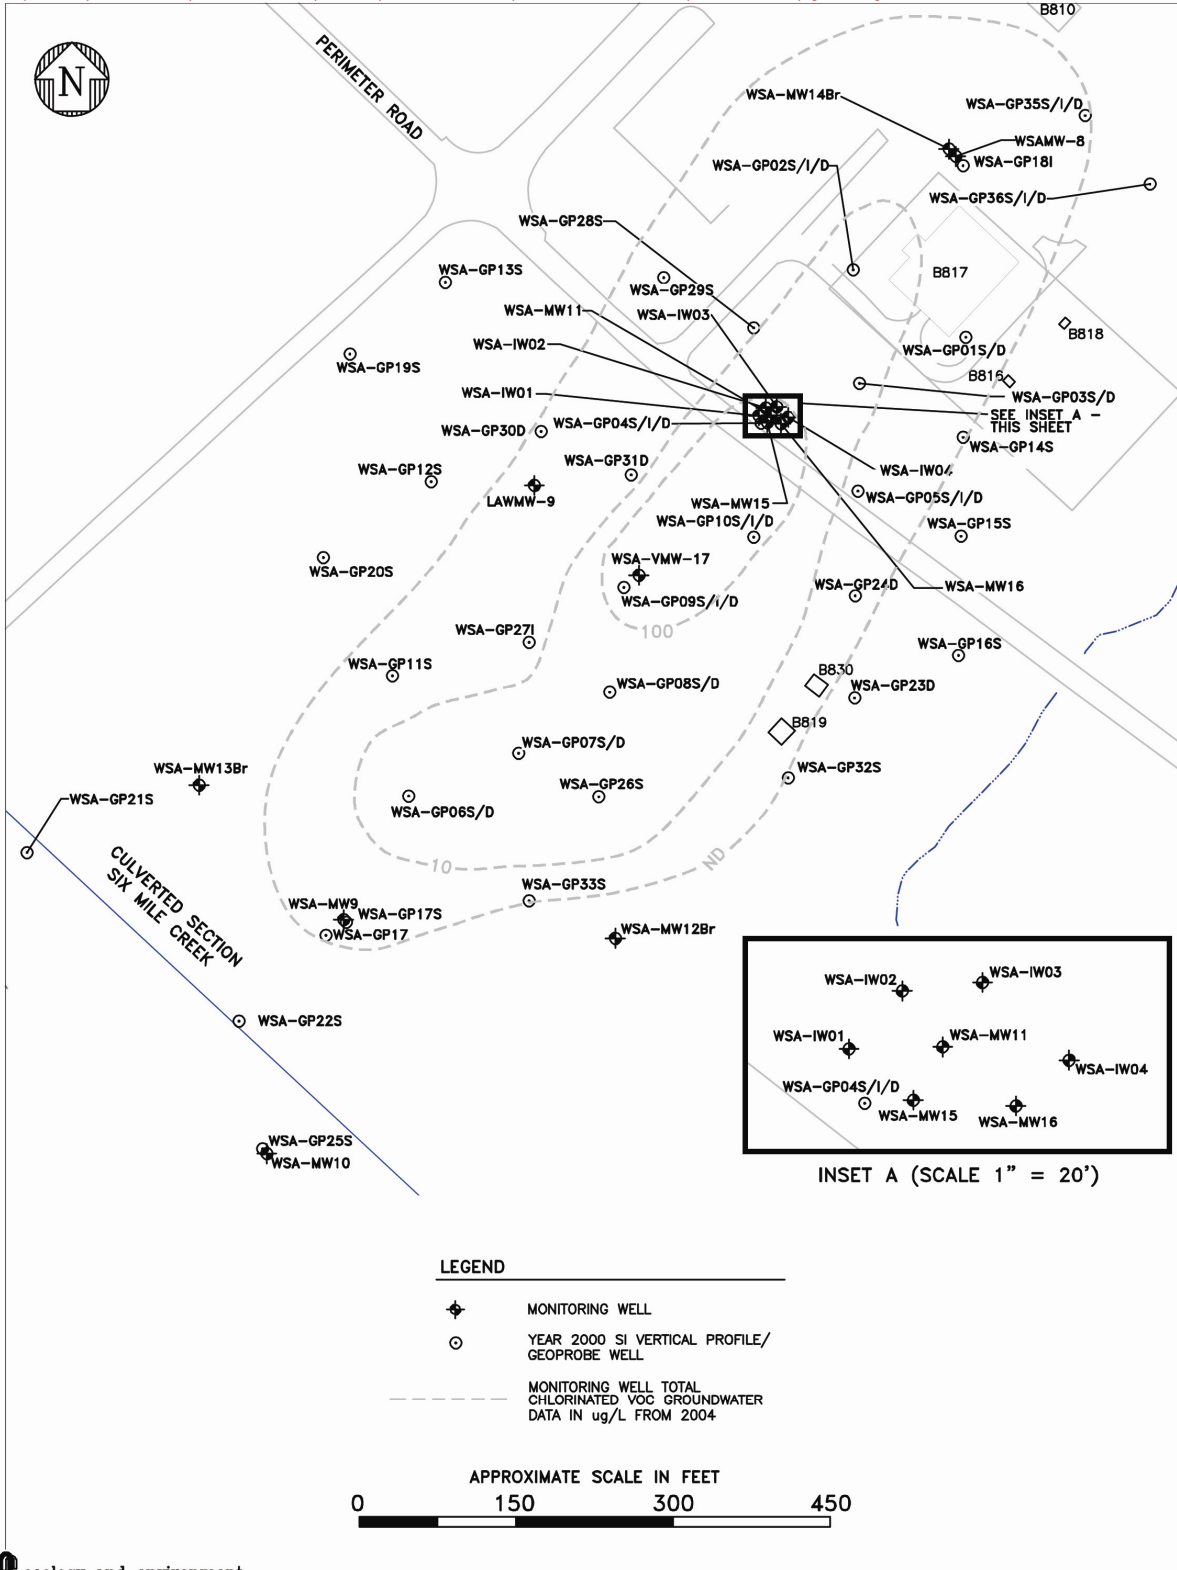 B810
N
PERIMETER ROAD
WSA-MW14Br
WSA-GP35S/I/D
WSAMW-8
WSA-GP18I
WSA-GP02S/I/D
WSA-GP36S/I/D
WSA-GP28S
WSA-GP13S
B817
WSA-GP29S
WSA-MW11
WSA-IW03
B818
WSA-IW02
WSA-GP01S/D
WSA-GP19S
B816
WSA-IW01
WSA-GP03S/D
SEE INSET A -
THIS SHEET
WSA-GP30D
WSA-GP04S/I/D
WSA-GP14S
WSA-GP12S
WSA-GP31D
WSA-IW04
LAWMW-9
WSA-MW15
WSA-GP05S/I/D
WSA-GP10S/I/D
WSA-GP15S
WSA-VMW-17
WSA-GP20S
WSA-GP24D
WSA-MW16
WSA-GP09S/I/D
WSA-GP27I
100
WSA-GP16S
WSA-GP11S
B830
WSA-GP08S/D
WSA-GP23D
B819
WSA-GP07S/D
WSA-MW13Br
WSA-GP32S
WSA-GP21S
WSA-GP26S
WSA-GP06S/D
10
ND
CULVERTED SECTION
SIX MILE CREEK
WSA-GP33S
WSA-MW9
WSA-GP17S
WSA-GP17
WSA-MW12Br
WSA-GP22S
WSA-GP25S
WSA-MW10
WSA-IW02
WSA-IW03
WSA-IW01
WSA-MW11
WSA-IW04
WSA-GP04S/I/D
WSA-MW15
WSA-MW16
INSET A (SCALE 1" = 20')
LEGEND
MONITORING WELL
YEAR 2000 SI VERTICAL PROFILE/
GEOPROBE WELL
MONITORING WELL TOTAL
CHLORINATED VOC GROUNDWATER
DATA IN ug/L FROM 2004
APPROXIMATE SCALE IN FEET
0 150 300 450